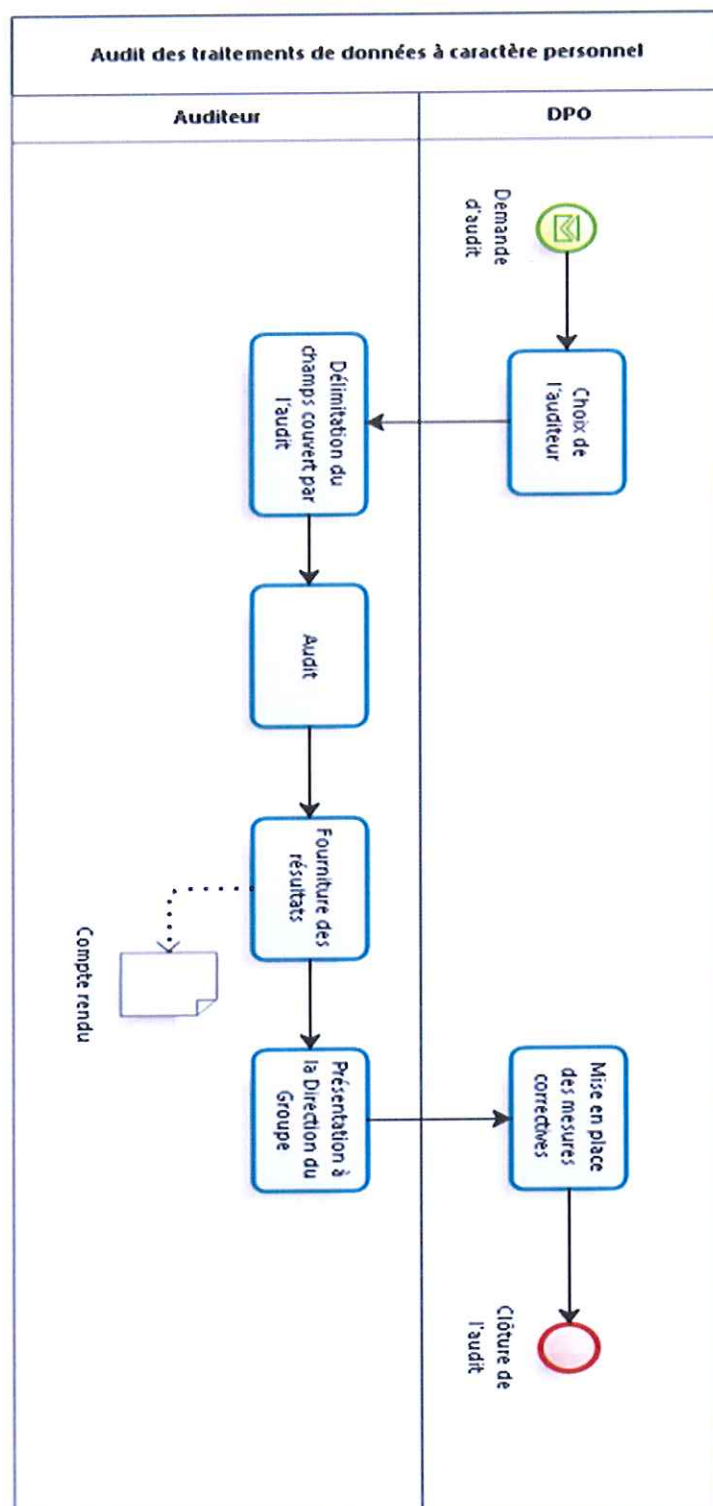 Audit des traitements de données à caractère personnel
DPO
Auditeur
Demande
d'audit
Choix de
l'auditeur
Délimitation du
champs couvert par
l'audit
Audit
Fourniture des
résultats
Compte rendu
Présentation à
la Direction du
Groupe
Mise en place
des mesures
correctives
Clôture de
l'audit